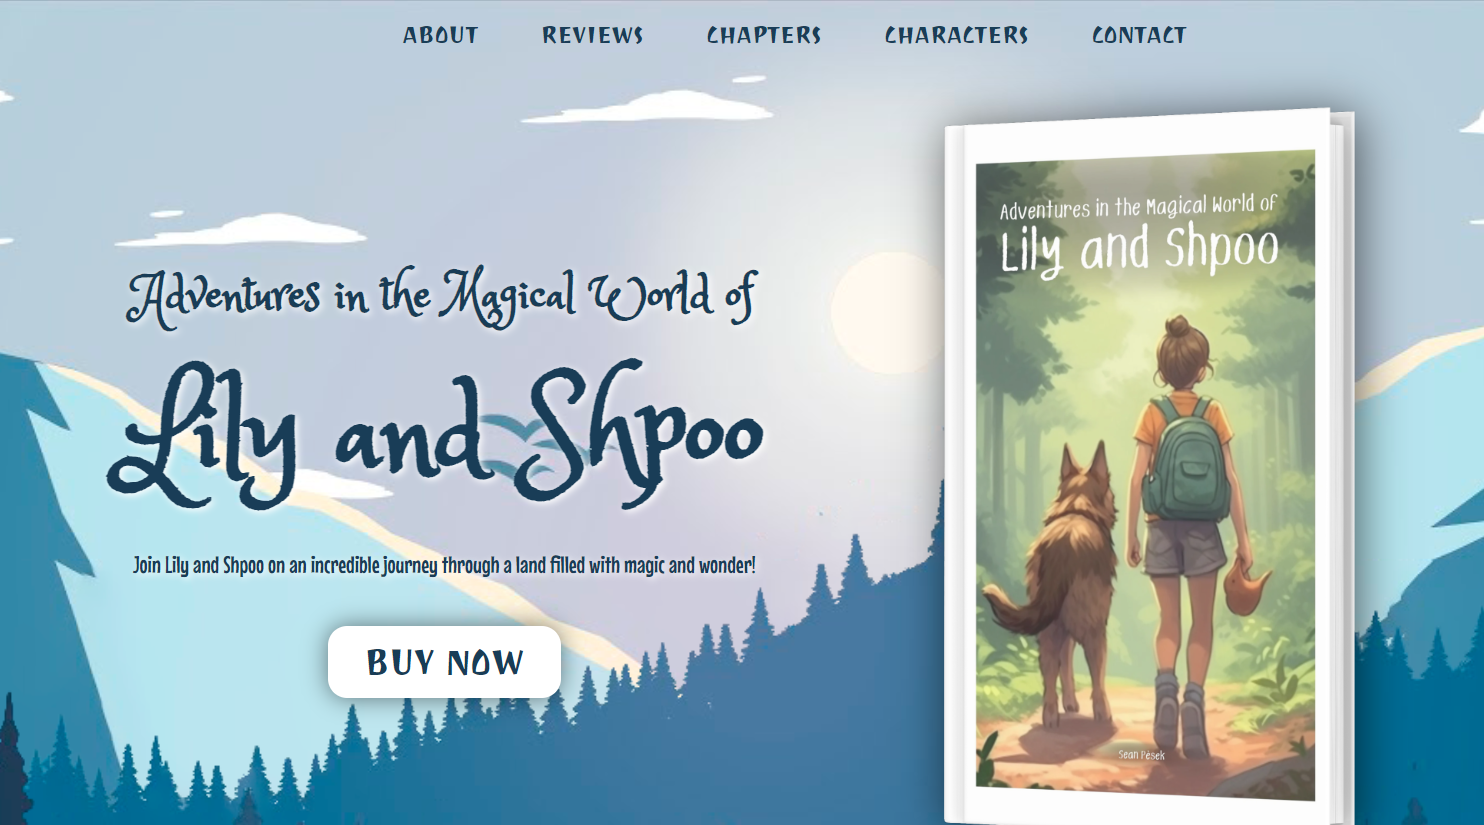 ABOUT REVIEWS CHAPTERS CHARACTERS CONTACT
Adventures in the Magical World of
Lily and Shpoo
Join Lily and Shpoo on an incredible journey through a land filled with magic and wonder!
BUY NOW
Adventures in the Magical World of
Lily and Shpoo
Sean Pesek